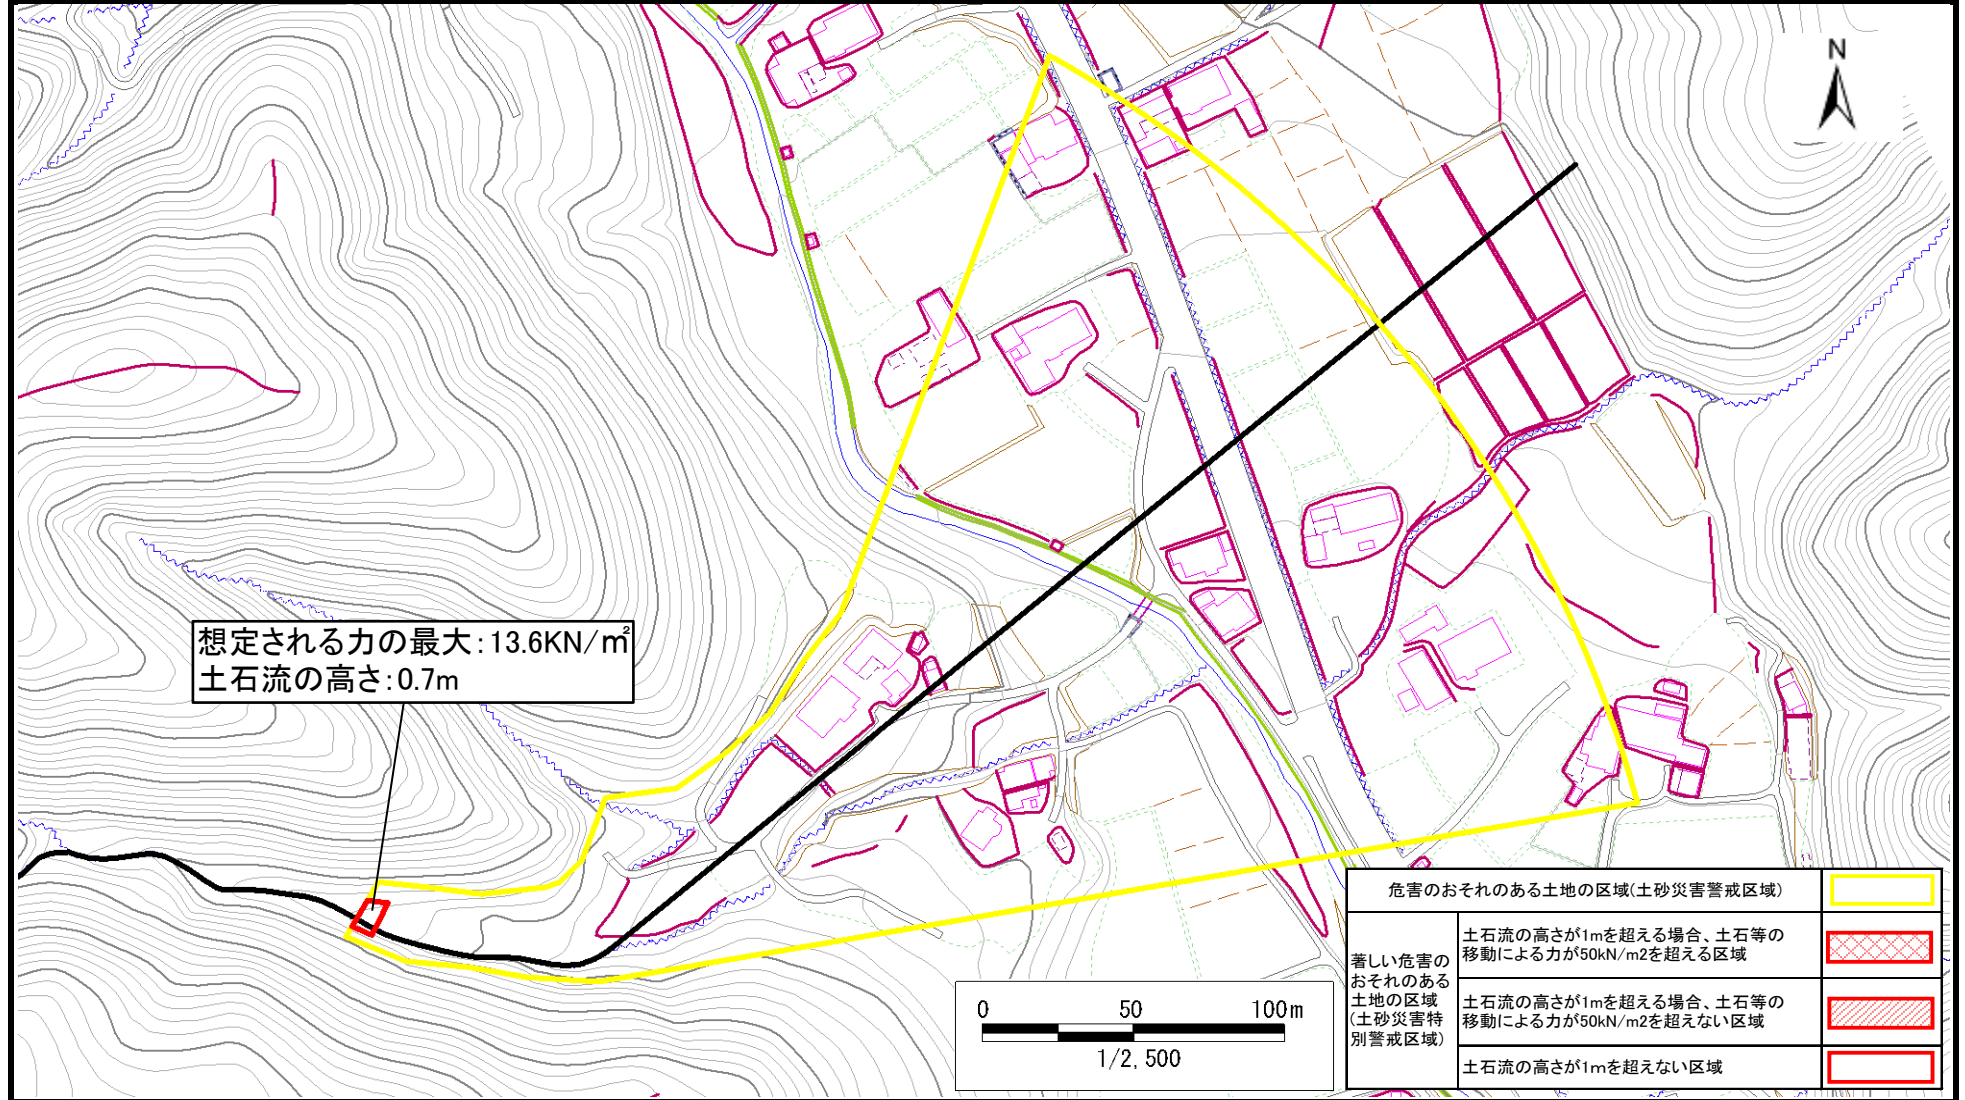 N
想定される力の最大:13.6KN/㎡
土石流の高さ:0.7m
0 50 100m
1/2,500
危害のおそれのある土地の区域(土砂災害警戒区域)
著しい危害の
おそれのある
土地の区域
(土砂災害特
別警戒区域)
土石流の高さが1mを超える場合、土石等の
移動による力が50kN/m2を超える区域
土石流の高さが1mを超える場合、土石等の
移動による力が50kN/m2を超えない区域
土石流の高さが1mを超えない区域